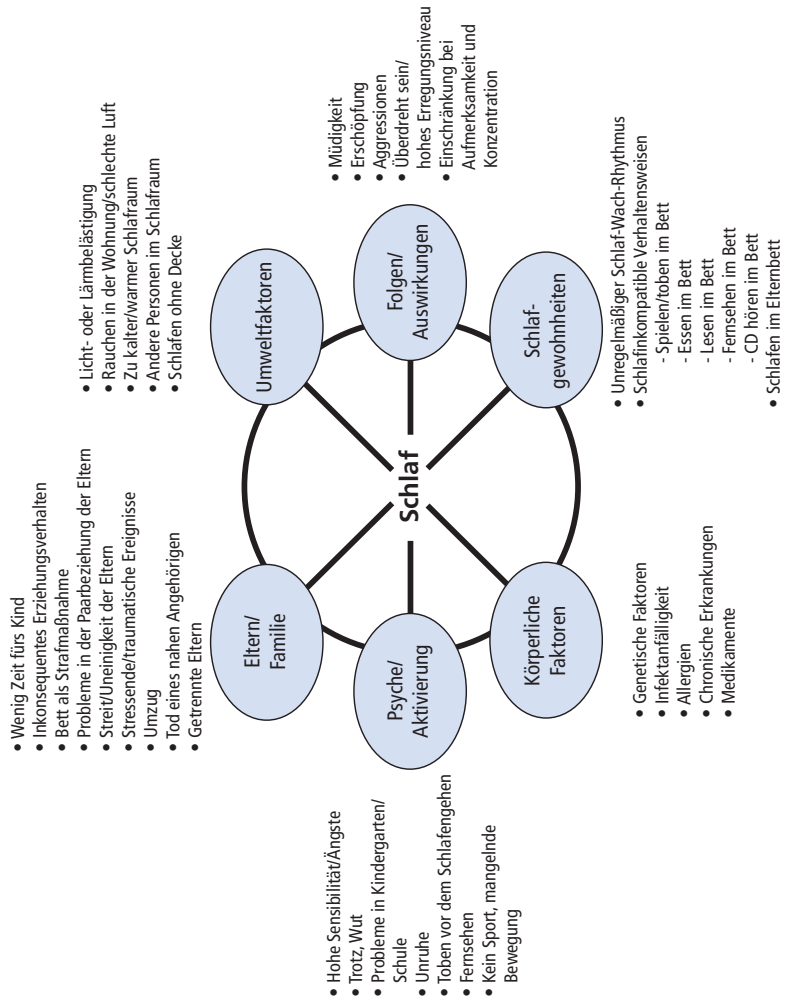 • Wenig Zeit fürs Kind
• Inkonsequentes Erziehungsverhalten
• Bett als Strafmaßnahme
• Probleme in der Paarbeziehung der Eltern
• Streit/Uneinigkeit der Eltern
• Stressende/traumatische Ereignisse
• Umzug
• Tod eines nahen Angehörigen
• Getrennte Eltern
• Licht- oder Lärmbelästigung
• Rauchen in der Wohnung/schlechte Luft
• Zu kalter/warmer Schlafraum
• Andere Personen im Schlafraum
• Schlafen ohne Decke
Eltern/
Familie
Umweltfaktoren
• Hohe Sensibilität/Ängste
• Trotz, Wut
• Probleme in Kindergarten/
Schule
• Unruhe
• Toben vor dem Schlafengehen
• Fernsehen
• Kein Sport, mangelnde
Bewegung
Psyche/
Aktivierung
Schlaf
Folgen/
Auswirkungen
• Müdigkeit
• Erschöpfung
• Aggressionen
• Überdreht sein/
hohes Erregungsniveau
• Einschränkung bei
Aufmerksamkeit und
Konzentration
Körperliche
Faktoren
Schlaf-
gewohnheiten
• Genetische Faktoren
• Infektanfälligkeit
• Allergien
• Chronische Erkrankungen
• Medikamente
• Unregelmäßiger Schlaf-Wach-Rhythmus
• Schlafinkompatible Verhaltensweisen
- Spielen/toben im Bett
- Essen im Bett
- Lesen im Bett
- Fernsehen im Bett
- CD hören im Bett
• Schlafen im Elternbett